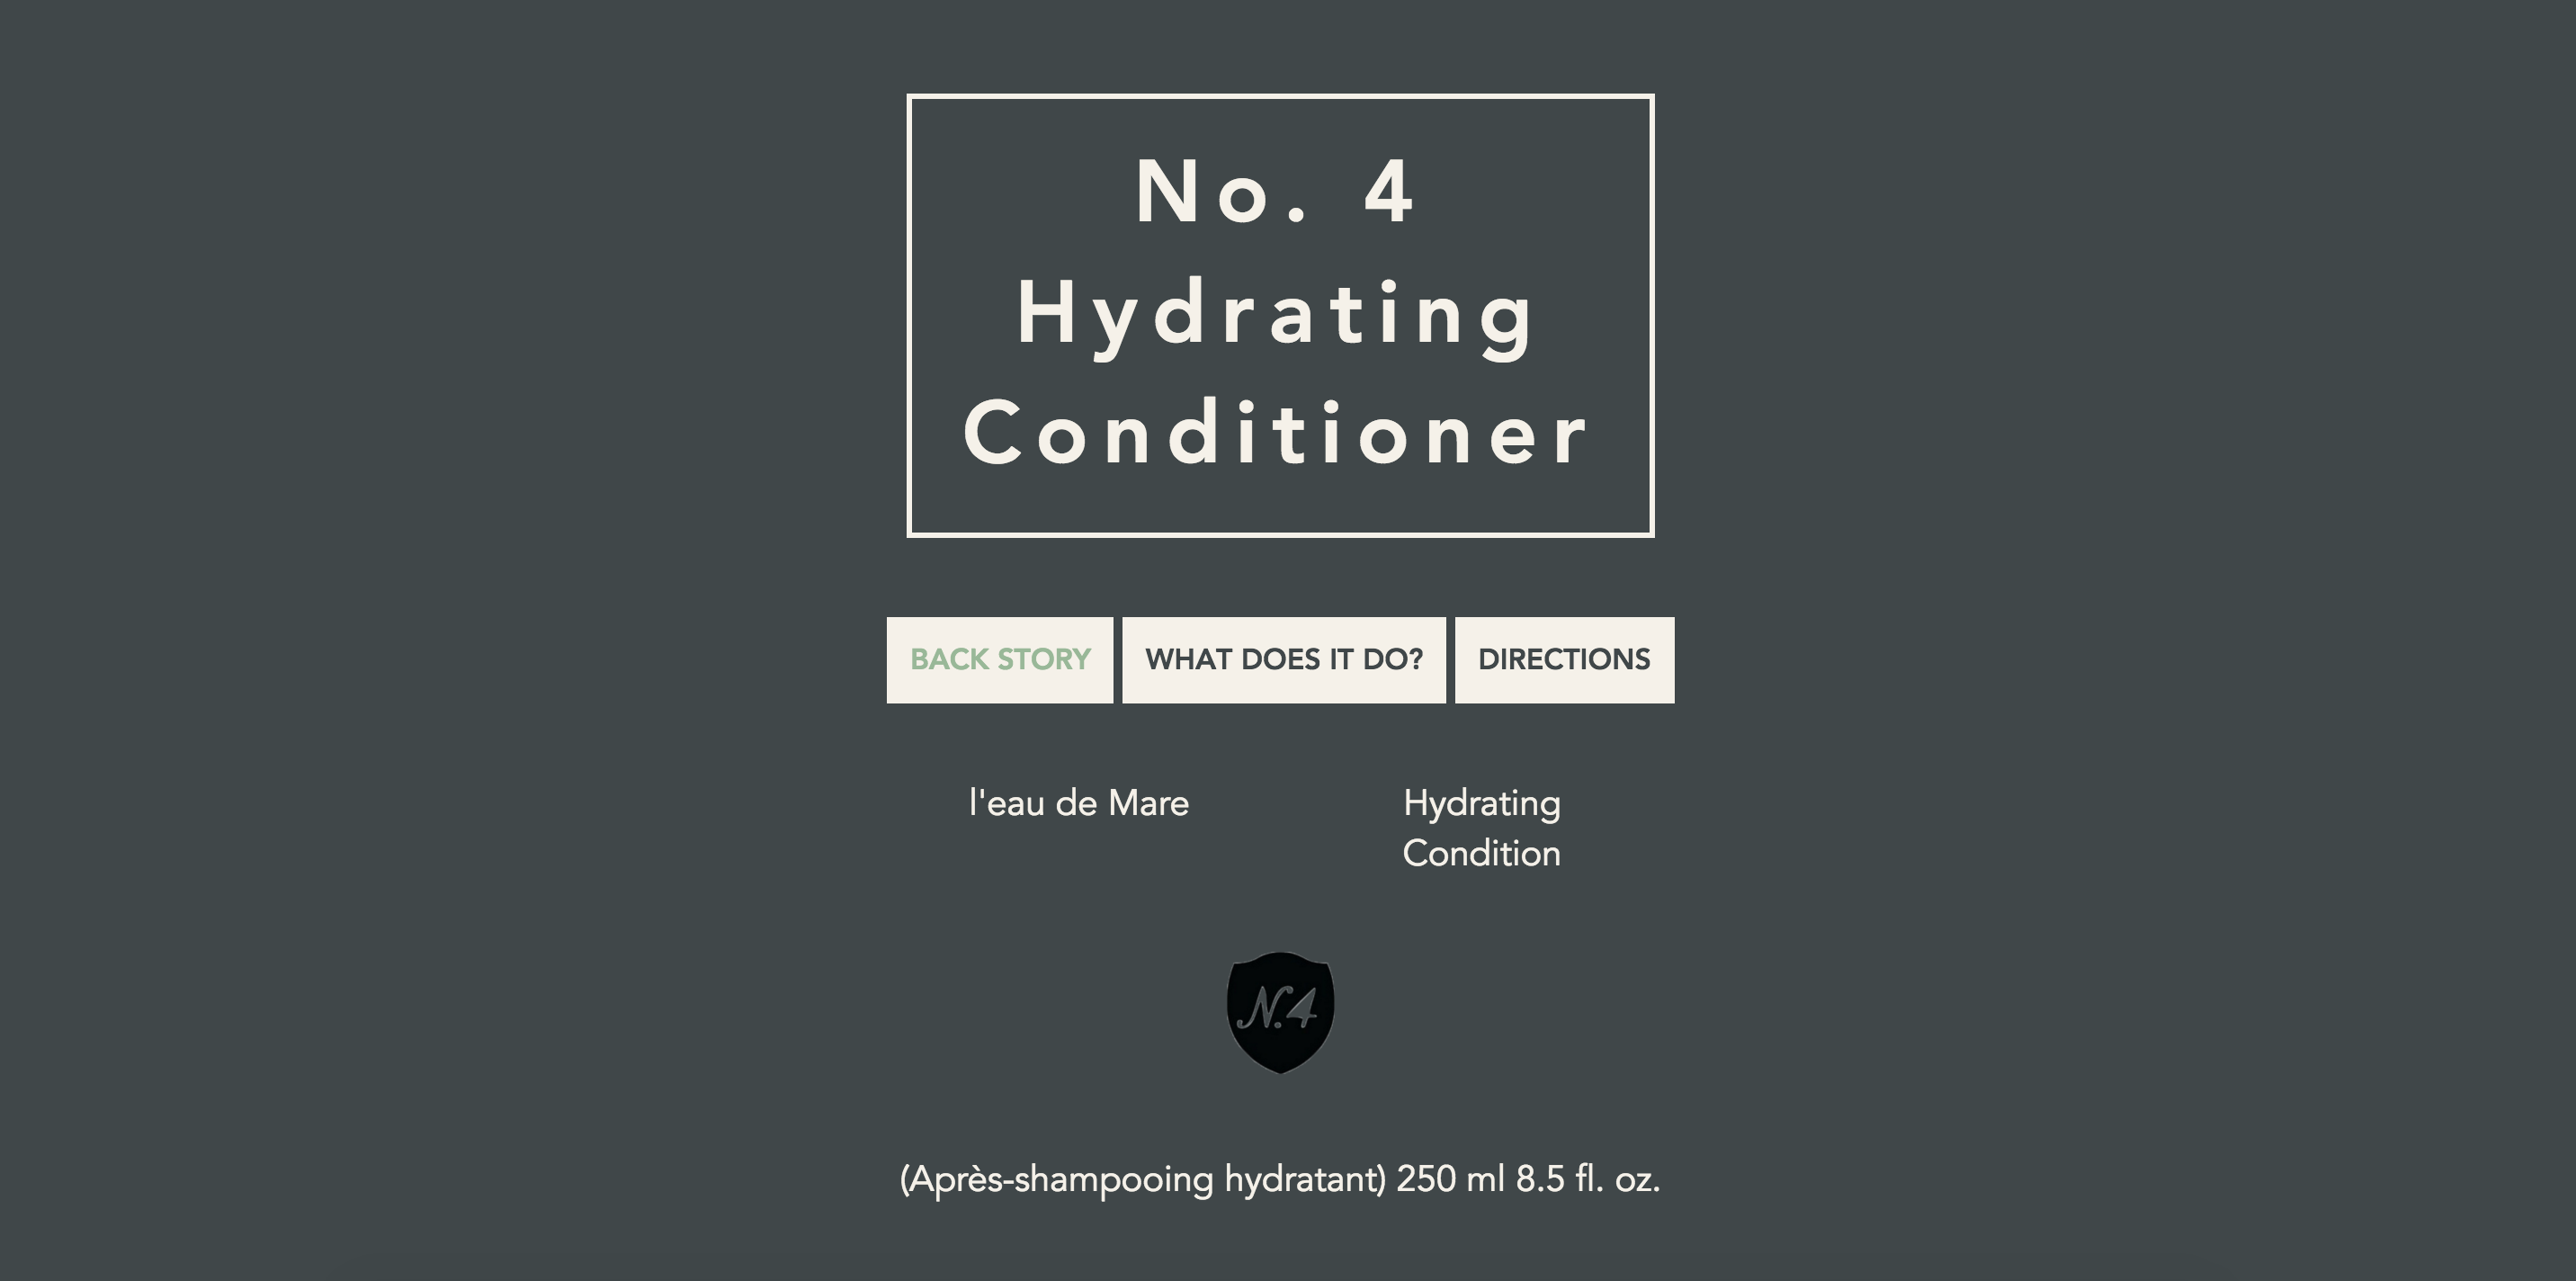 No. 4
Hydrating
Conditioner
BACK STORY
WHAT DOES IT DO?
DIRECTIONS
l'eau de Mare
Hydrating
Condition
N.4
(Après-shampooing hydratant) 250 ml 8.5 fl. oz.